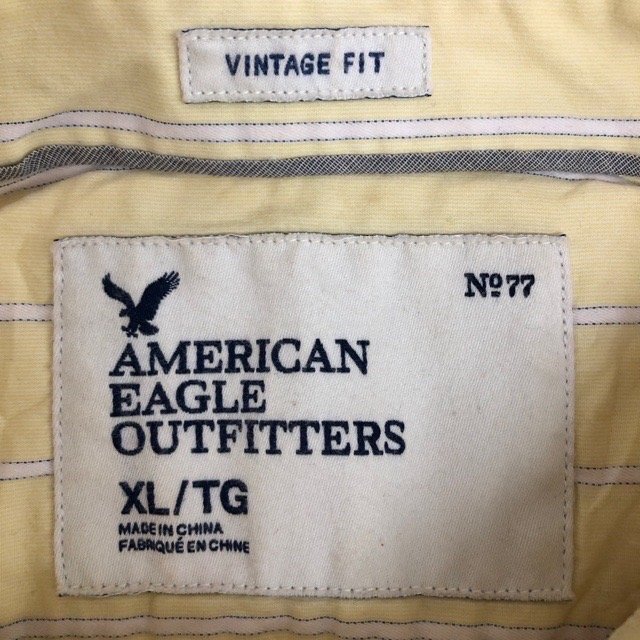 VINTAGE FIT
Nº77
AMERICAN
EAGLE
OUTFITTERS
XL/TG
MADE IN CHINA
FABRIQUÉ EN CHINE